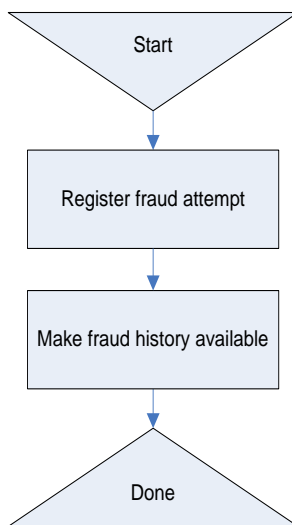 Start
Register fraud attempt
Make fraud history available
Done